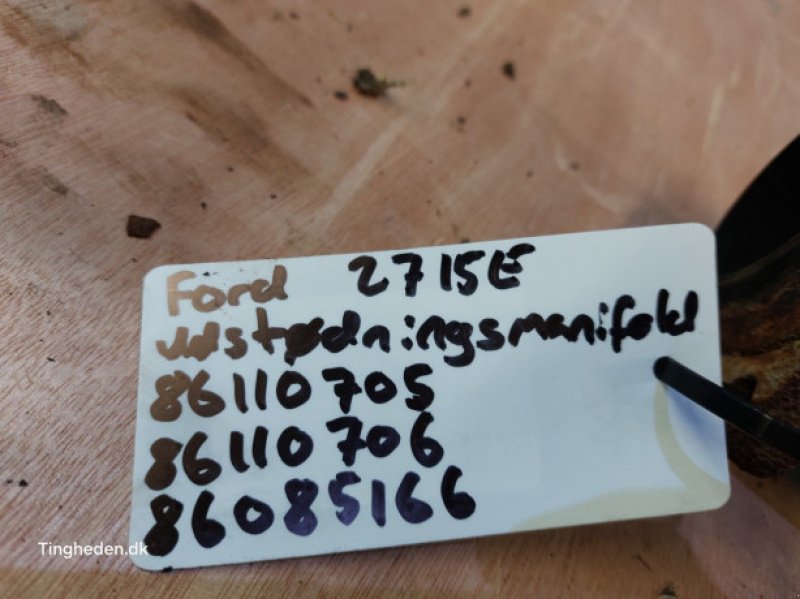 Ford 2715E
udstødningsmanifold
86110705
86110706
86085166
Tingheden.dk